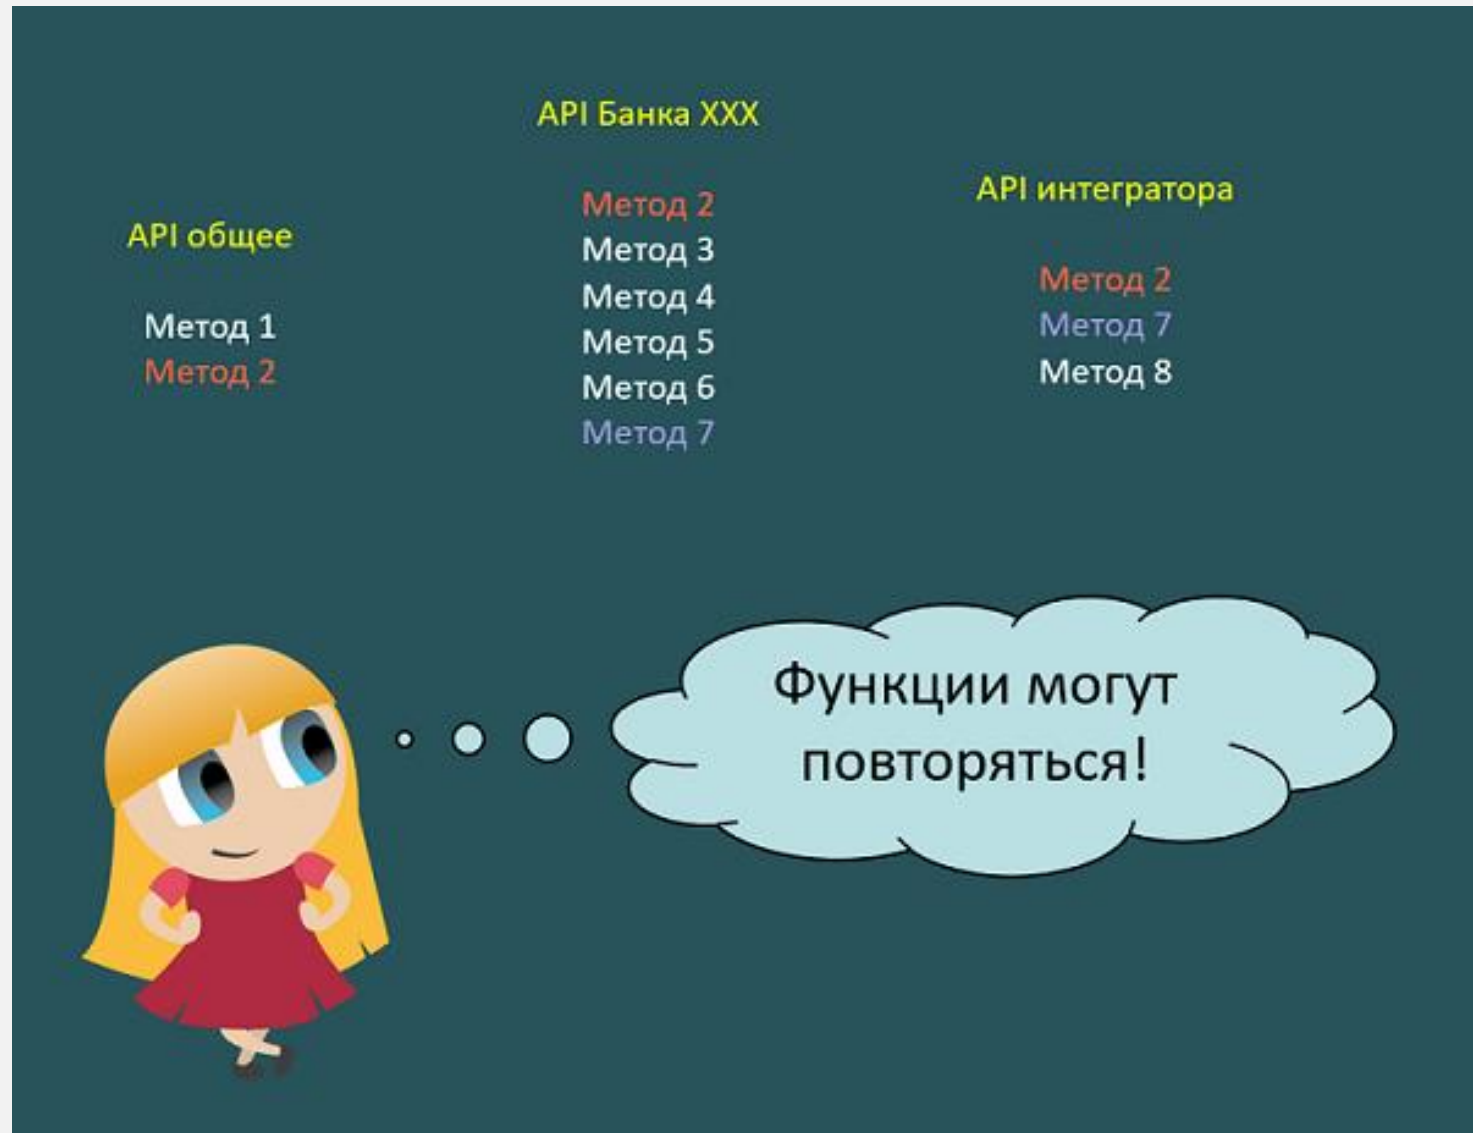 API общее
Метод 1
Метод 2
API Банка XXX
Метод 2
Метод 3
Метод 4
Метод 5
Метод 6
Метод 7
API интегратора
Метод 2
Метод 7
Метод 8
Функции могут
повторяться!